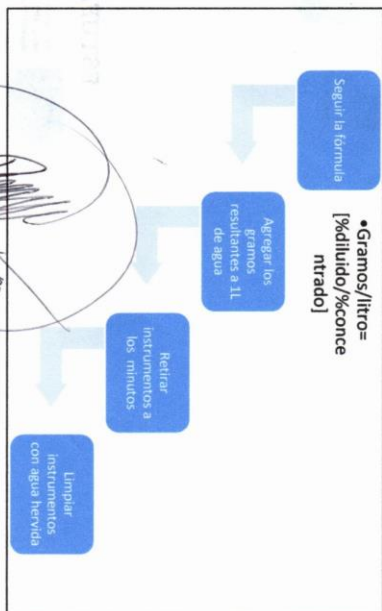 Seguir la fórmula
•Gramos/litro=
[%diluido/%conce
ntrado]
Agregar los
gramos
resultantes a 1L
de agua
Retirar
instrumentos a
los minutos
Limpiar
instrumentos
con agua hervida